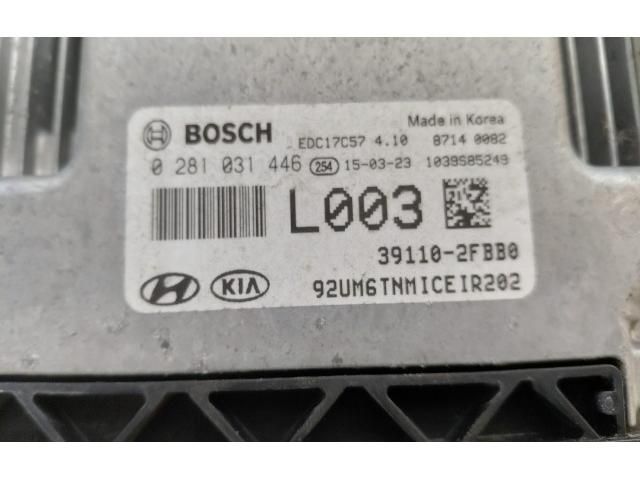 Made in Korea
BOSCH EDC17C57 4.10 8714 0082
0 281 031 446 254 15-03-23 1039S85249
L003
39110-2FBB0
KIA 92UM6TNMICEIR202